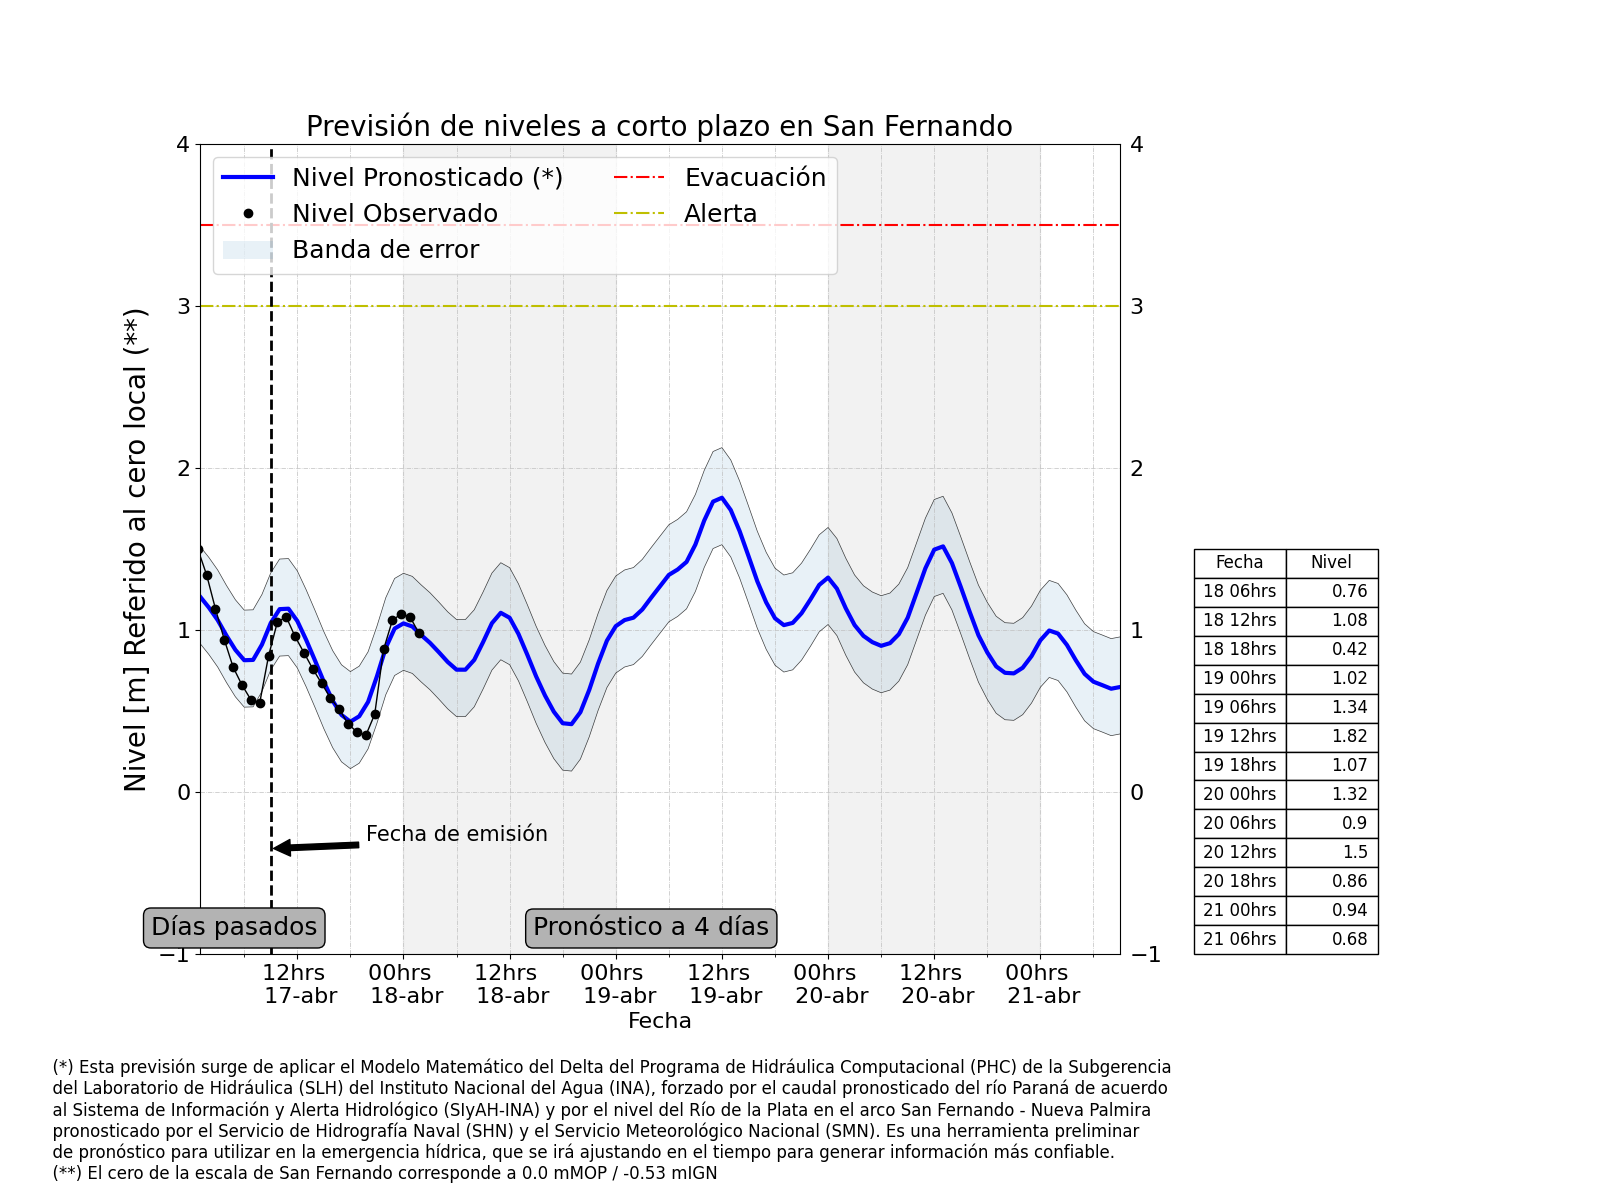 Previsión de niveles a corto plazo en San Fernando
Nivel Pronosticado (*)
Nivel Observado
Banda de error
Evacuación
Alerta
Nivel [m] Referido al cero local (**)
4
3
2
1
0
−1
4
3
2
1
0
−1
Fecha de emisión
Días pasados
Pronóstico a 4 días
12hrs
17-abr
00hrs
18-abr
12hrs
18-abr
00hrs
19-abr
12hrs
19-abr
00hrs
20-abr
12hrs
20-abr
00hrs
21-abr
Fecha
Fecha Nivel
18 06hrs 0.76
18 12hrs 1.08
18 18hrs 0.42
19 00hrs 1.02
19 06hrs 1.34
19 12hrs 1.82
19 18hrs 1.07
20 00hrs 1.32
20 06hrs 0.9
20 12hrs 1.5
20 18hrs 0.86
21 00hrs 0.94
21 06hrs 0.68
(*) Esta previsión surge de aplicar el Modelo Matemático del Delta del Programa de Hidráulica Computacional (PHC) de la Subgerencia
del Laboratorio de Hidráulica (SLH) del Instituto Nacional del Agua (INA), forzado por el caudal pronosticado del río Paraná de acuerdo
al Sistema de Información y Alerta Hidrológico (SIyAH-INA) y por el nivel del Río de la Plata en el arco San Fernando - Nueva Palmira
pronosticado por el Servicio de Hidrografía Naval (SHN) y el Servicio Meteorológico Nacional (SMN). Es una herramienta preliminar
de pronóstico para utilizar en la emergencia hídrica, que se irá ajustando en el tiempo para generar información más confiable.
(**) El cero de la escala de San Fernando corresponde a 0.0 mMOP / -0.53 mIGN